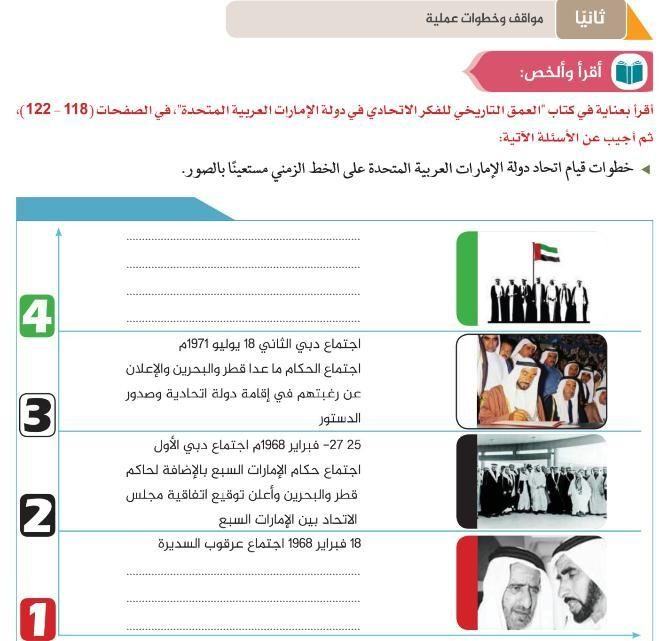 ثانيًا
مواقف وخطوات عملية
أقرأ وألخص:
أقرأ بعناية في كتاب "العمق التاريخي للفكر الاتحادي في دولة الإمارات العربية المتحدة"، في الصفحات (118 - 122)،
ثم أجيب عن الأسئلة الآتية:
خطوات قيام اتحاد دولة الإمارات العربية المتحدة على الخط الزمني مستعينًا بالصور.
4
اجتماع دبي الثاني 18 يوليو 1971م
اجتماع الحكام ما عدا قطر والبحرين والإعلان
عن رغبتهم في إقامة دولة اتحادية وصدور
الدستور
3
25 27- فبراير 1968م اجتماع دبي الأول
اجتماع حكام الإمارات السبع بالإضافة لحاكم
قطر والبحرين وأعلن توقيع اتفاقية مجلس
الاتحاد بين الإمارات السبع
2
18 فبراير 1968 اجتماع عرقوب السديرة
1